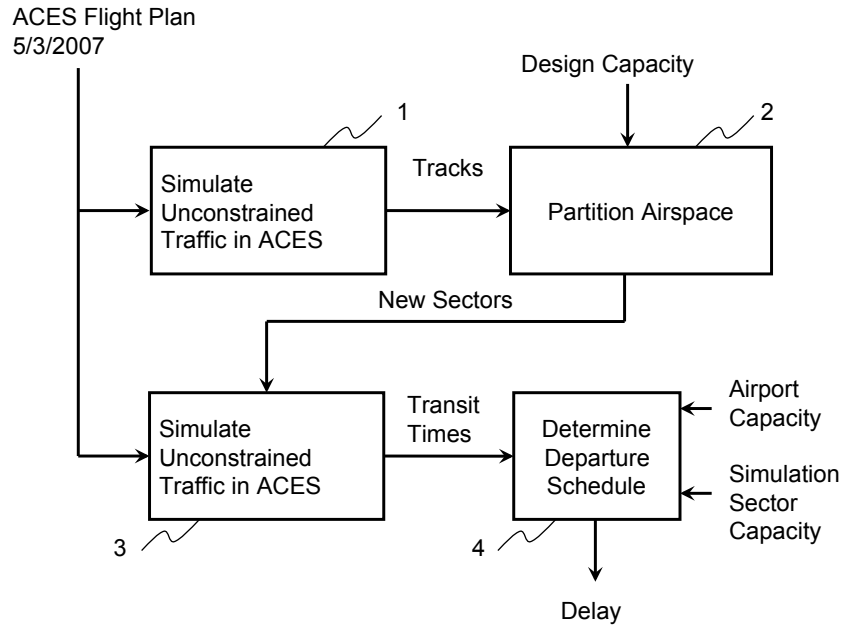 ACES Flight Plan
5/3/2007
Design Capacity
1
2
Simulate
Unconstrained
Traffic in ACES
Tracks
Partition Airspace
New Sectors
Simulate
Unconstrained
Traffic in ACES
Transit
Times
Determine
Departure
Schedule
Airport
Capacity
Simulation
Sector
Capacity
3
4
Delay